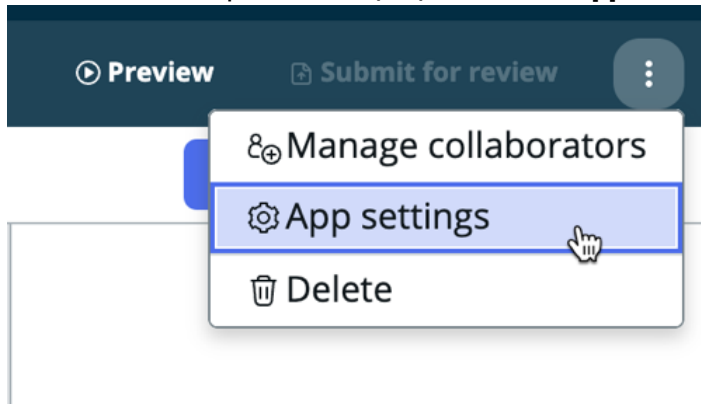 Preview Submit for review
Manage collaborators
App settings
Delete